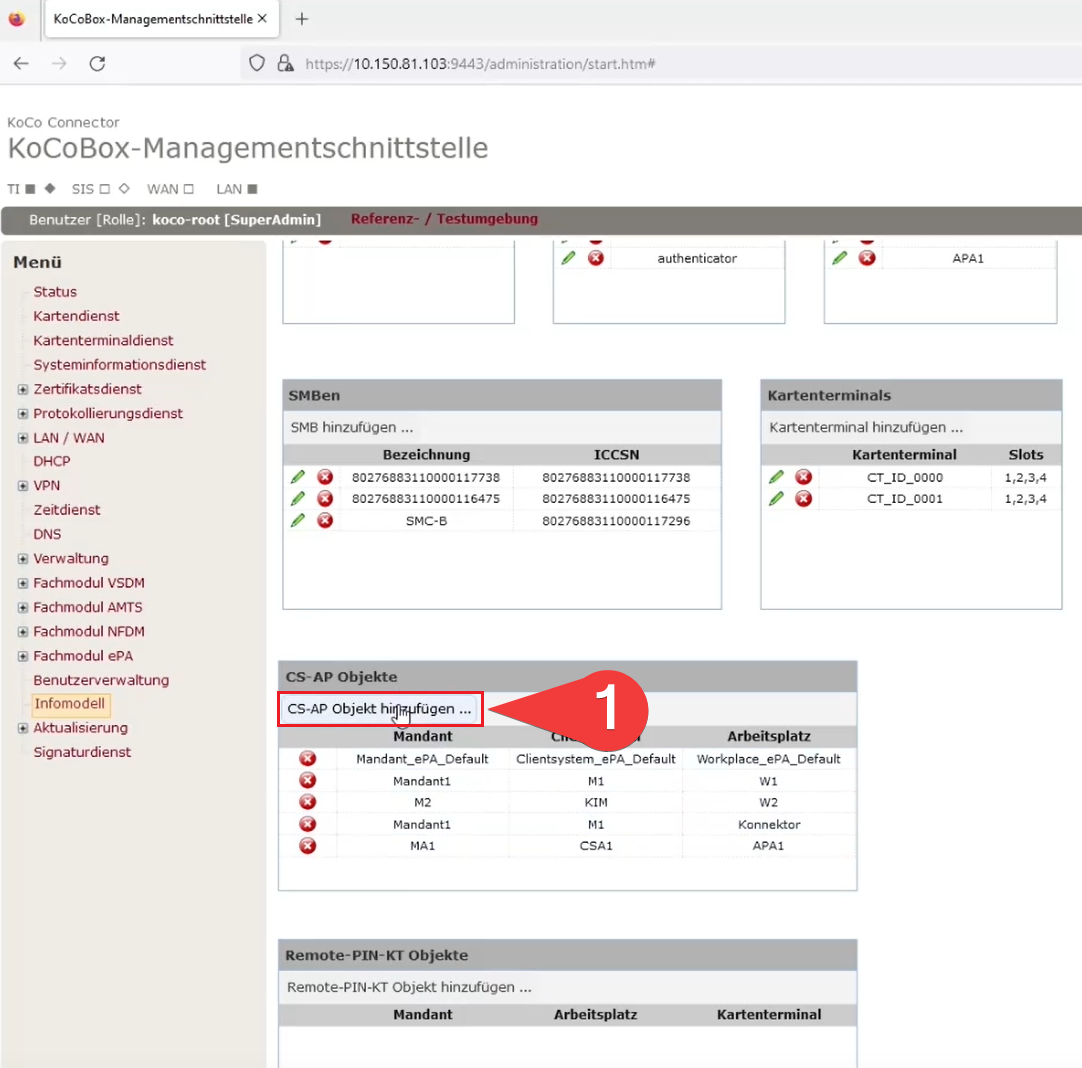 KoCoBox-Managementschnittstelle
https://10.150.81.103:9443/administration/start.htm#
KoCo Connector
KoCoBox-Managementschnittstelle
TI SIS WAN LAN
Benutzer [Rolle]: koco-root [SuperAdmin] Referenz- / Testumgebung
Menü
Status
Kartendienst
Kartenterminaldienst
Systeminformationsdienst
Zertifikatsdienst
Protokollierungsdienst
LAN / WAN
DHCP
VPN
Zeitdienst
DNS
Verwaltung
Fachmodul VSDM
Fachmodul AMTS
Fachmodul NFDM
Fachmodul ePA
Benutzerverwaltung
Infomodell
Aktualisierung
Signaturdienst
authenticator
APA1
SMBen
SMB hinzufügen ...
Bezeichnung ICCSN
80276883110000117738 80276883110000117738
80276883110000116475 80276883110000116475
SMC-B 80276883110000117296
Kartenterminals
Kartenterminal hinzufügen ...
Kartenterminal Slots
CT_ID_0000 1,2,3,4
CT_ID_0001 1,2,3,4
CS-AP Objekte
CS-AP Objekt hinzufügen ...
1
Mandant Arbeitsplatz
Mandant_ePA_Default Clientsystem_ePA_Default Workplace_ePA_Default
Mandant1 M1 W1
M2 KIM W2
Mandant1 M1 Konnektor
MA1 CSA1 APA1
Remote-PIN-KT Objekte
Remote-PIN-KT Objekt hinzufügen ...
Mandant Arbeitsplatz Kartenterminal